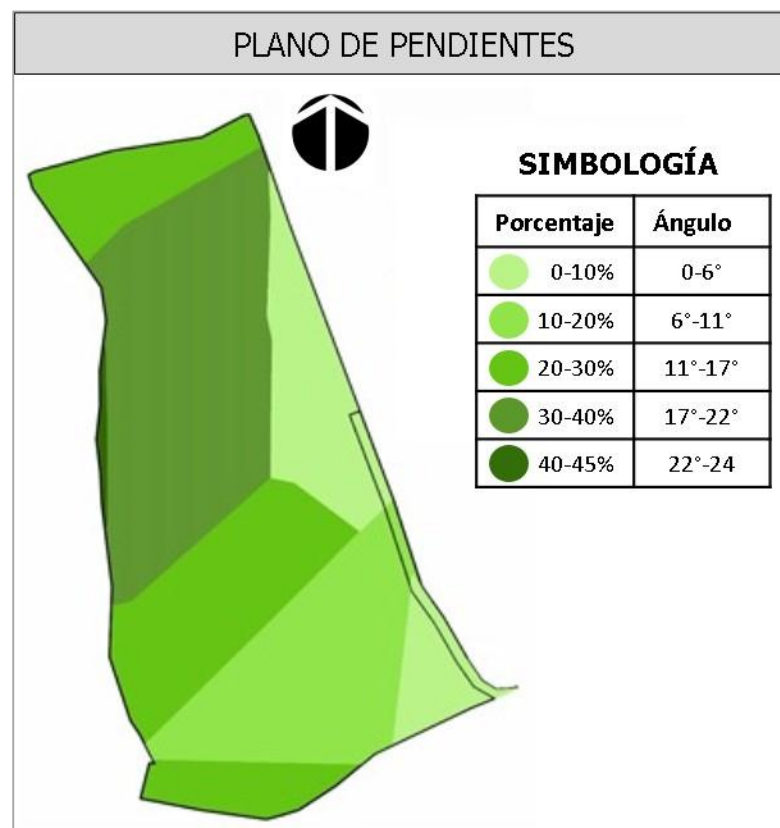 PLANO DE PENDIENTES
SIMBOLOGÍA
Porcentaje Ángulo
0-10% 0-6°
10-20% 6°-11°
20-30% 11°-17°
30-40% 17°-22°
40-45% 22°-24